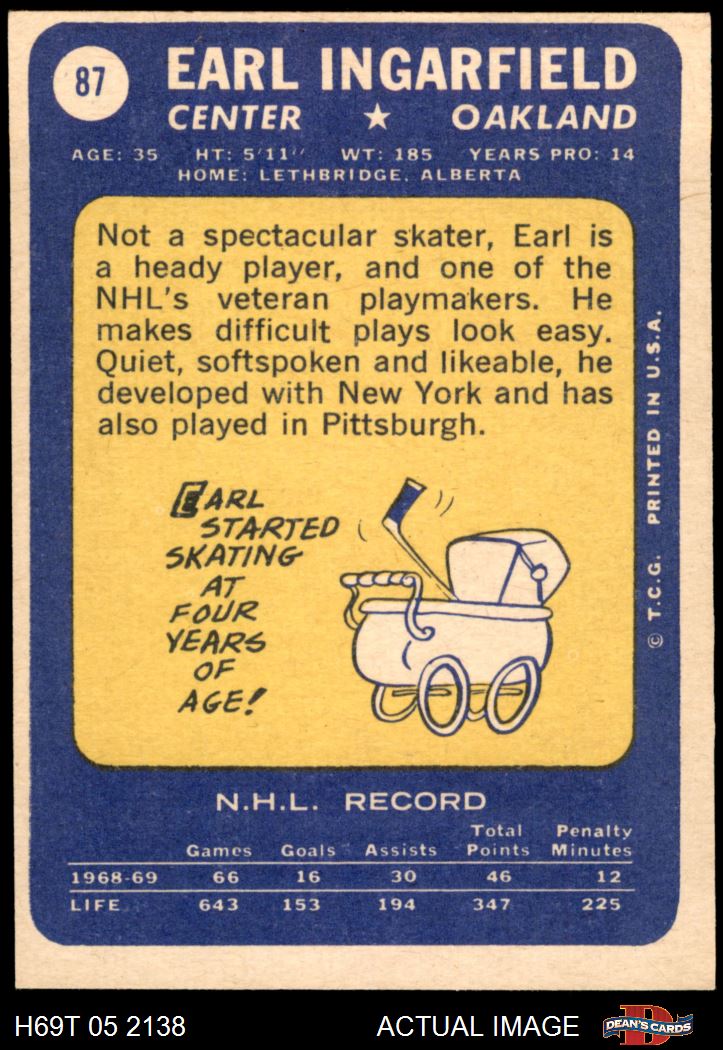 87
EARL INGARFIELD
CENTER ★ OAKLAND
AGE: 35 HT: 5'11" WT: 185 YEARS PRO: 14
HOME: LETHBRIDGE, ALBERTA
Not a spectacular skater, Earl is
a heady player, and one of the
NHL's veteran playmakers. He
makes difficult plays look easy.
Quiet, softspoken and likeable, he
developed with New York and has
also played in Pittsburgh.
EARL
STARTED
SKATING
AT
FOUR
YEARS
OF
AGE!
© T.C.G. PRINTED IN U.S.A.
N.H.L. RECORD
Games Goals Assists Total Points Penalty Minutes
1968-69 66 16 30 46 12
LIFE 643 153 194 347 225
H69T 05 2138 ACTUAL IMAGE
D
DEAN'S CARDS